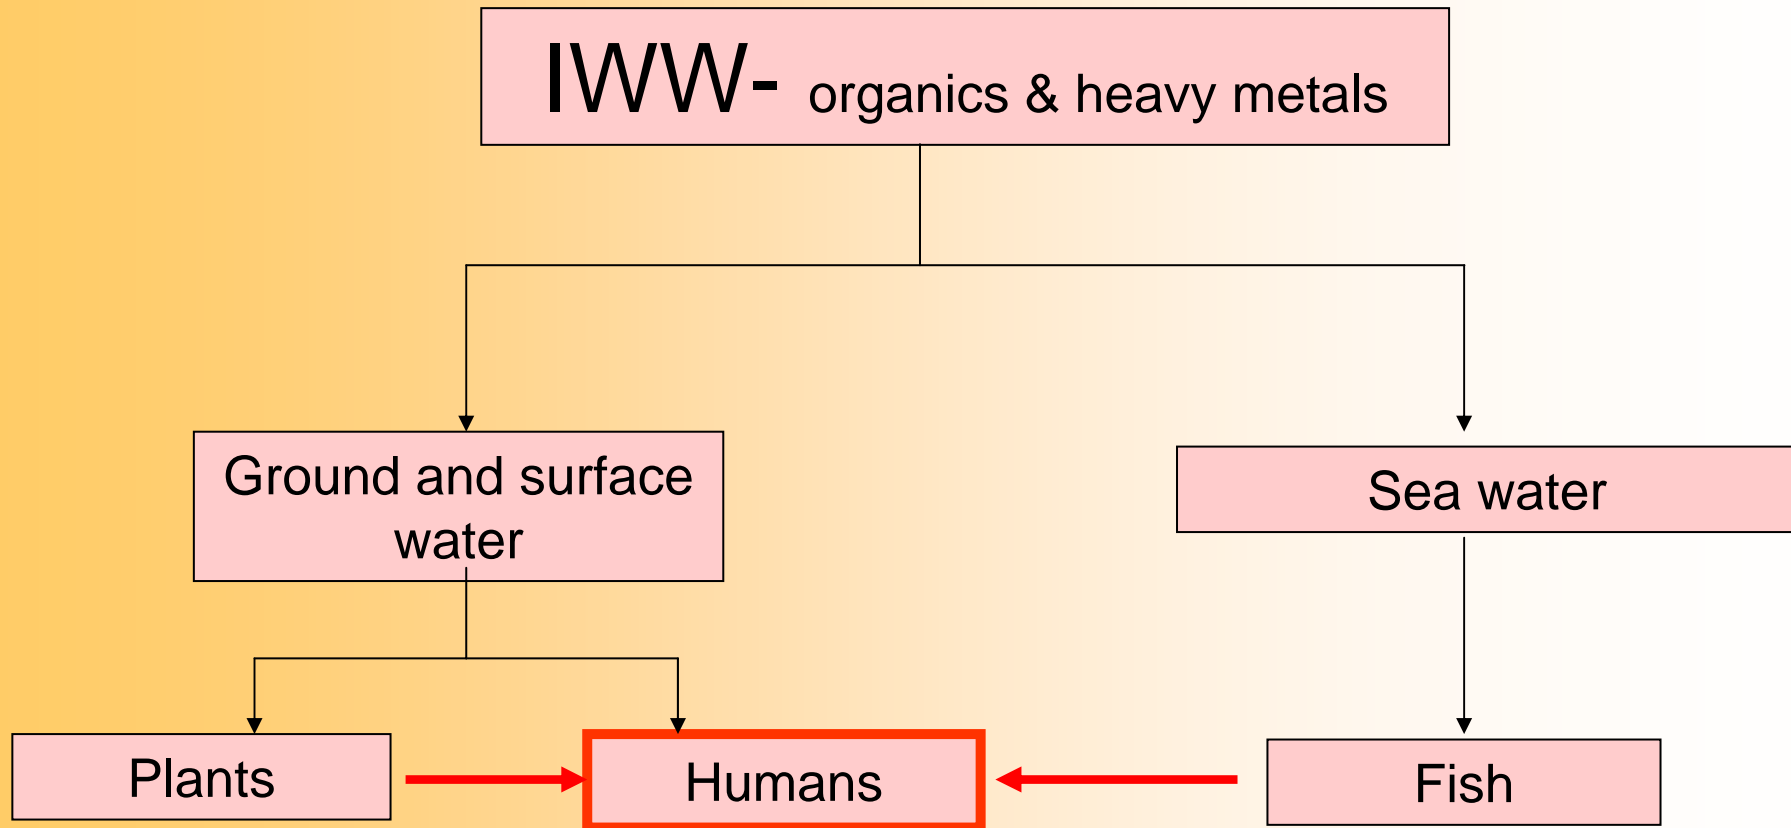 IWW- organics & heavy metals
Ground and surface
water
Sea water
Plants
Humans
Fish